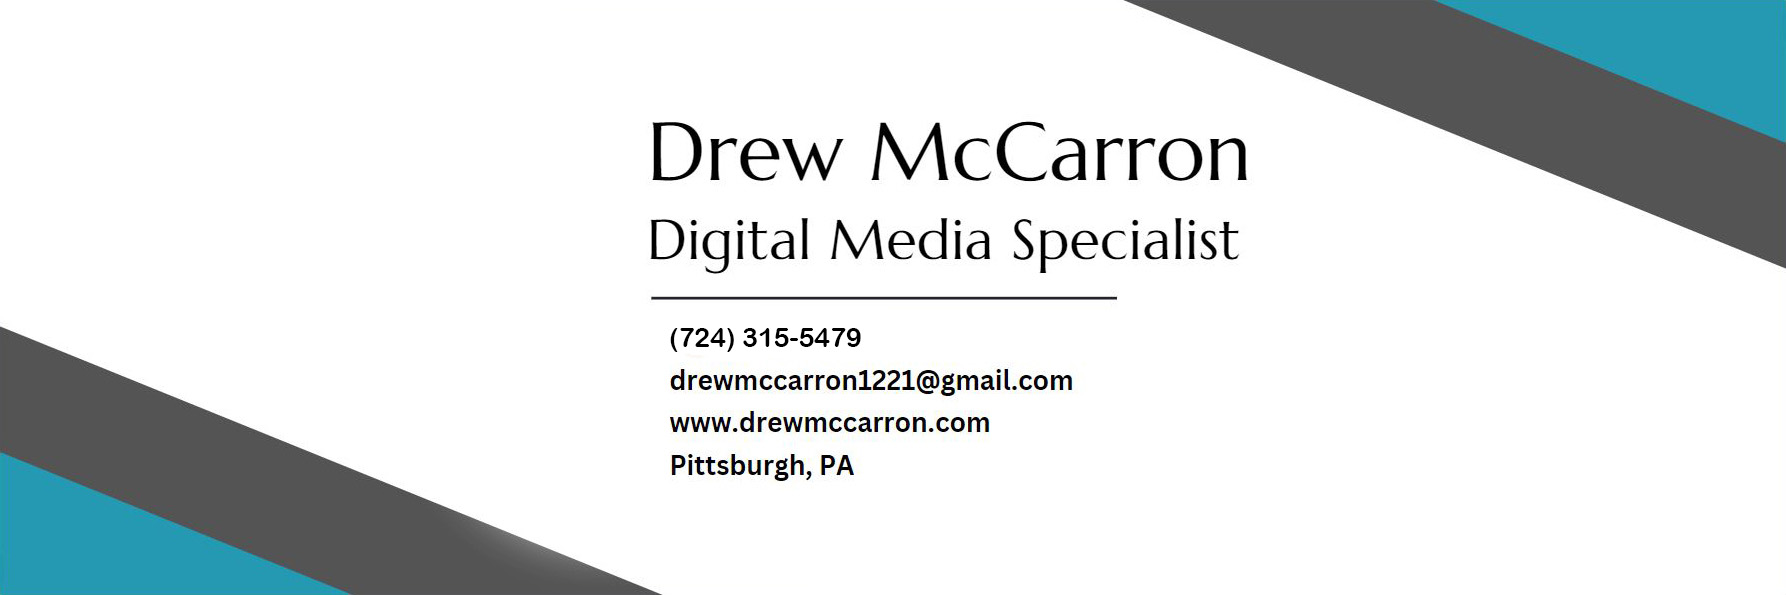 Drew McCarron
Digital Media Specialist
(724) 315-5479
drewmccarron1221@gmail.com
www.drewmccarron.com
Pittsburgh, PA